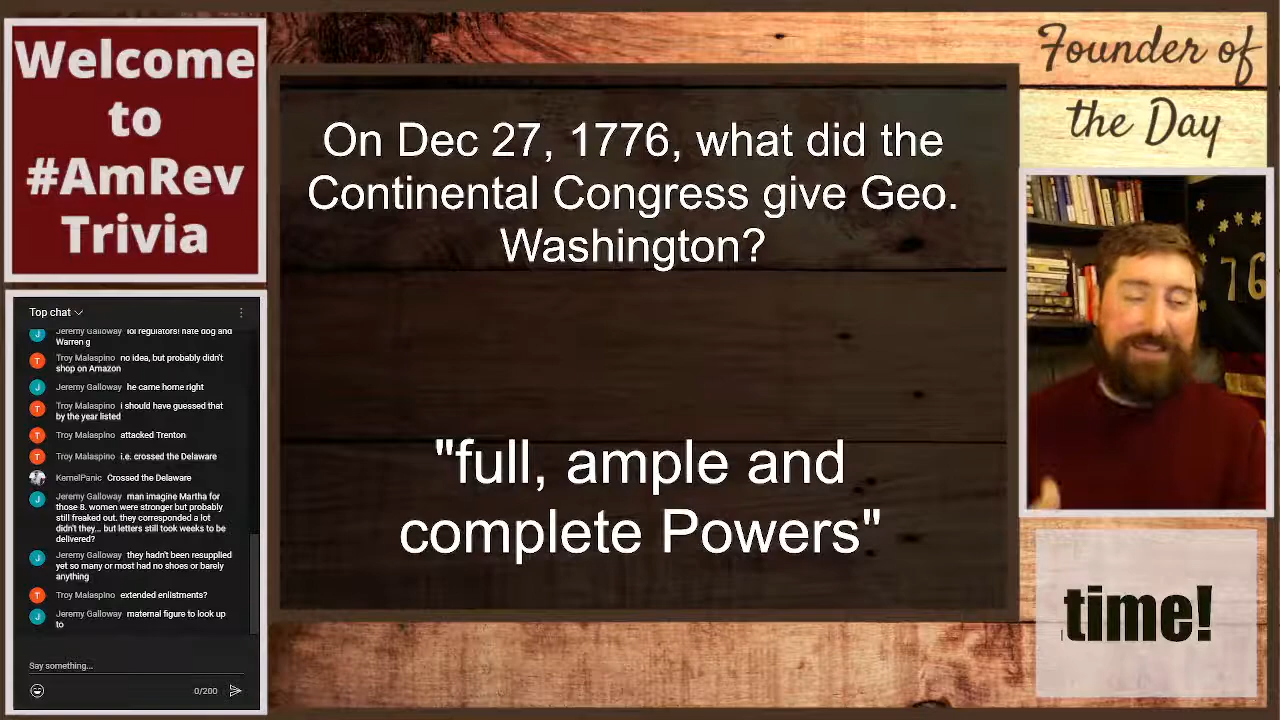 Welcome
to
#AmRev
Trivia
Top chat
Jeremy Galloway lol regulators! nate dog and
Warren g
Troy Malaspino no idea, but probably didn't
shop on Amazon
Jeremy Galloway he came home right
Troy Malaspino i should have guessed that
by the year listed
Troy Malaspino attacked Trenton
Troy Malaspino i.e. crossed the Delaware
KernelPanic Crossed the Delaware
Jeremy Galloway man imagine Martha for
those 8. women were stronger but probably
still freaked out. they corresponded a lot
didn't they... but letters still took weeks to be
delivered?
Jeremy Galloway they hadn't been resupplied
yet so many or most had no shoes or barely
anything
Troy Malaspino extended enlistments?
Jeremy Galloway maternal figure to look up
to
Say something...
0/200
On Dec 27, 1776, what did the
Continental Congress give Geo.
Washington?
"full, ample and
complete Powers"
Founder of
the Day
76
time!